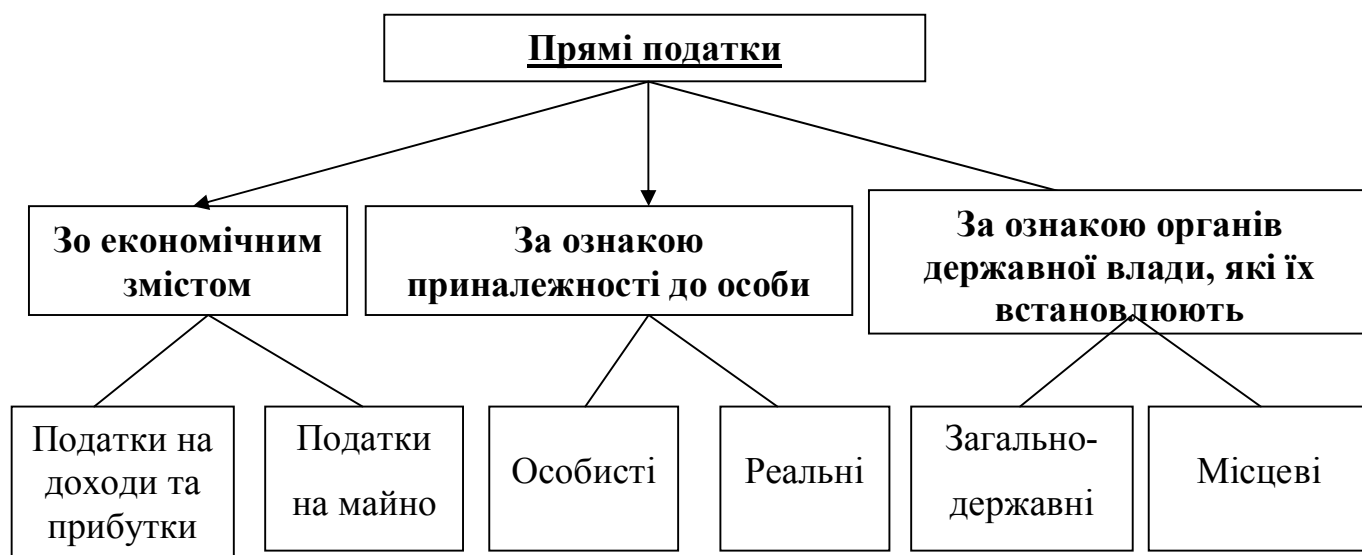 Прямі податки
Зо економічним
змістом
За ознакою
приналежності до особи
За ознакою органів
державної влади, які їх
встановлюють
Податки на
доходи та
прибутки
Податки
на майно
Особисті
Реальні
Загально-
державні
Місцеві